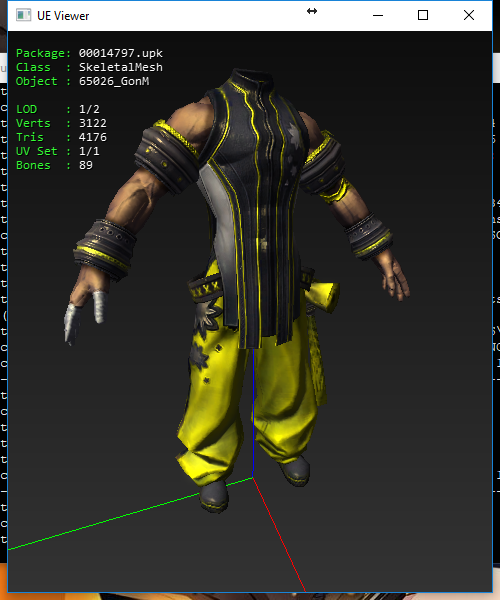 UE Viewer
Package: 00014797.upk
Class : SkeletalMesh
Object : 65026_GonM
LOD : 1/2
Verts : 3122
Tris : 4176
UV Set : 1/1
Bones : 89